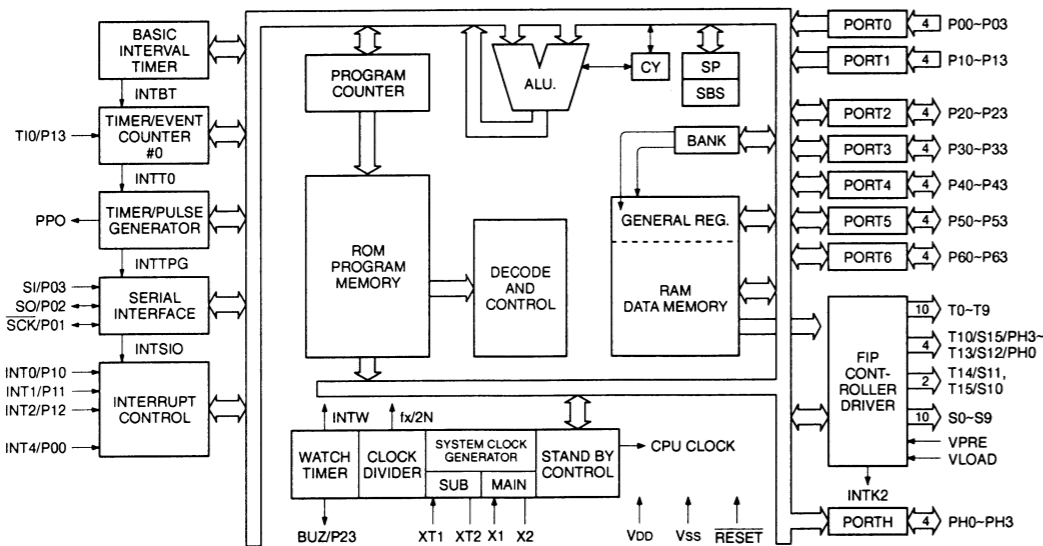 BASIC
INTERVAL
TIMER
INTBT
TI0/P13
TIMER/EVENT
COUNTER
#0
INTT0
PPO
TIMER/PULSE
GENERATOR
INTTPG
SI/P03
SO/P02
SCK/P01
SERIAL
INTERFACE
INTSIO
INT0/P10
INT1/P11
INT2/P12
INT4/P00
INTERRUPT
CONTROL
PROGRAM
COUNTER
ALU.
CY
SP
SBS
BANK
GENERAL REG.
RAM
DATA MEMORY
ROM
PROGRAM
MEMORY
DECODE
AND
CONTROL
INTW
fx/2N
WATCH
TIMER
CLOCK
DIVIDER
SYSTEM CLOCK
GENERATOR
SUB
MAIN
STAND BY
CONTROL
CPU CLOCK
BUZ/P23
XT1
XT2
X1
X2
VDD
VSS
RESET
PORT0
4
P00~P03
PORT1
4
P10~P13
PORT2
4
P20~P23
PORT3
4
P30~P33
PORT4
4
P40~P43
PORT5
4
P50~P53
PORT6
4
P60~P63
FIP
CONT-
ROLLER
DRIVER
10
T0~T9
4
T10/S15/PH3~
T13/S12/PH0
2
T14/S11,
T15/S10
10
S0~S9
VPRE
VLOAD
INTK2
PORTH
4
PH0~PH3